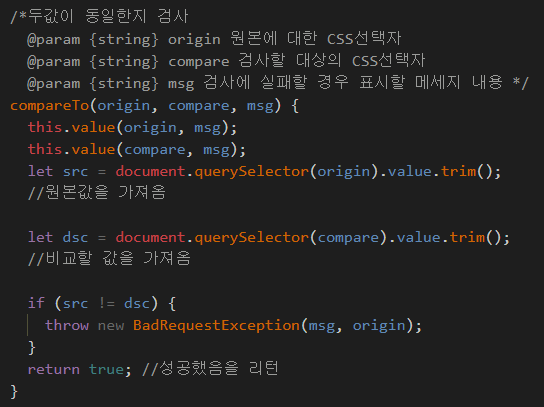 /*두값이 동일한지 검사
@param {string} origin 원본에 대한 CSS선택자
@param {string} compare 검사할 대상의 CSS선택자
@param {string} msg 검사에 실패할 경우 표시할 메세지 내용 */
compareTo(origin, compare, msg) {
this.value(origin, msg);
this.value(compare, msg);
let src = document.querySelector(origin).value.trim();
//원본값을 가져옴
let dsc = document.querySelector(compare).value.trim();
//비교할 값을 가져옴
if (src != dsc) {
throw new BadRequestException(msg, origin);
}
return true; //성공했음을 리턴
}